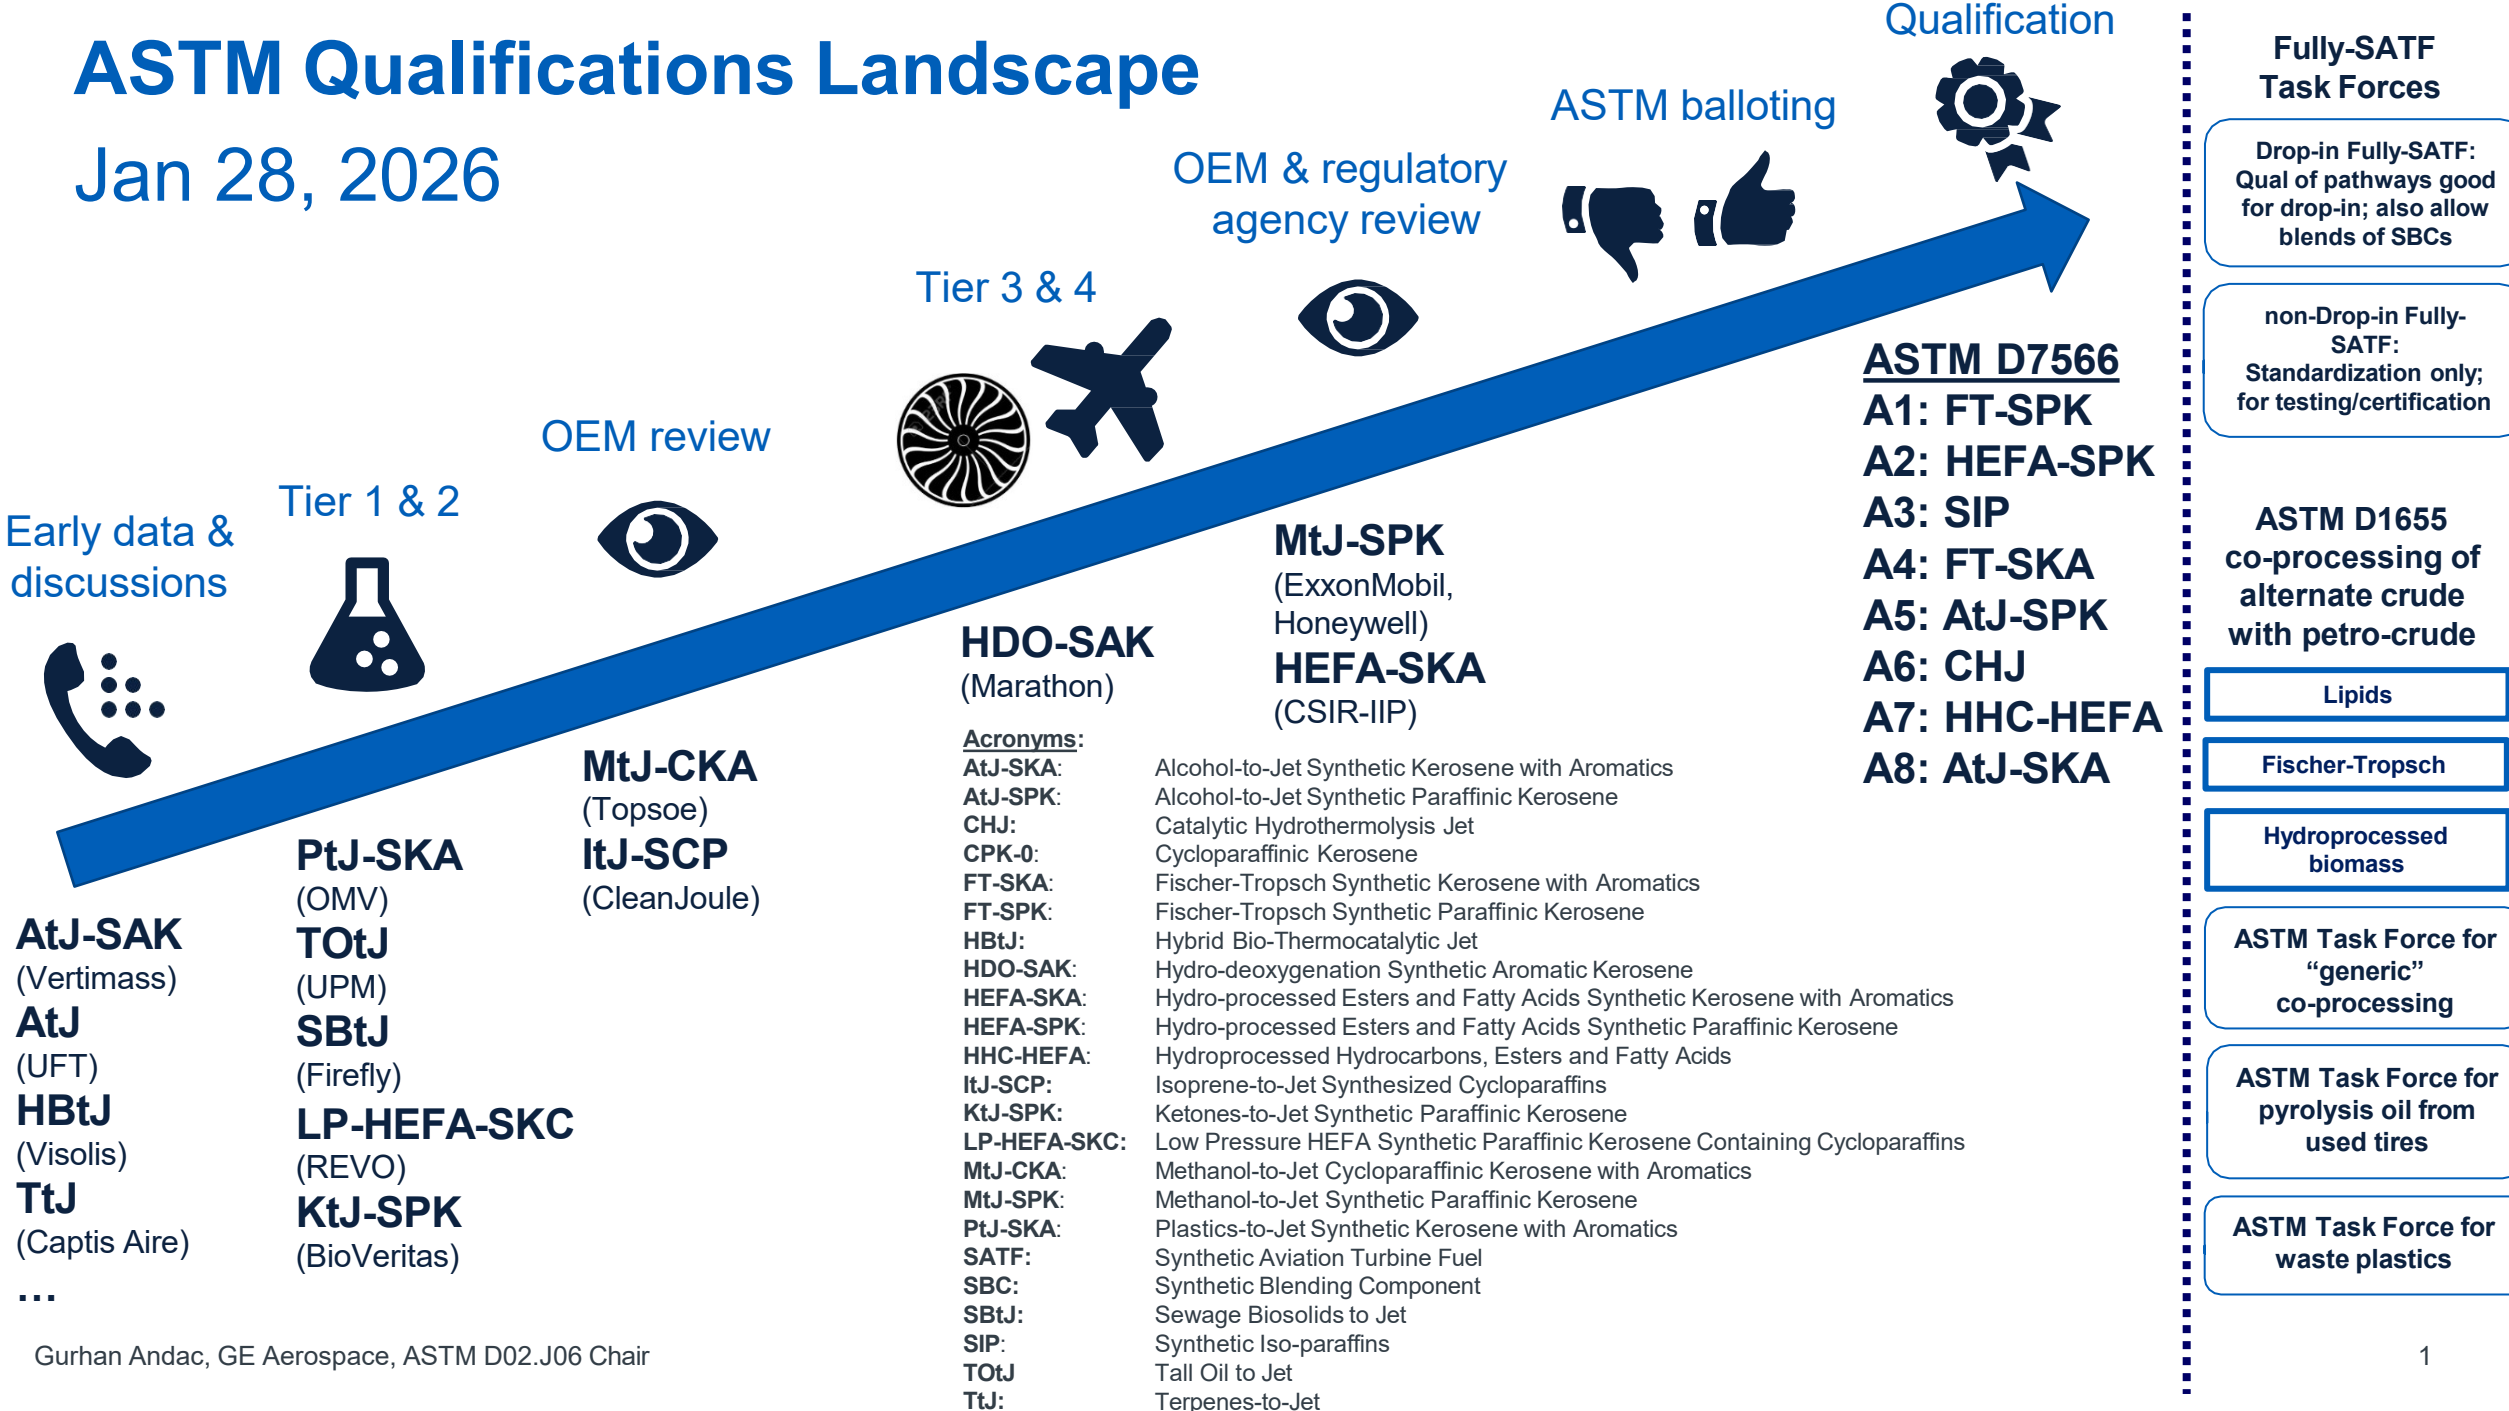 ASTM Qualifications Landscape
Jan 28, 2026
Early data &
discussions
Tier 1 & 2
OEM review
Tier 3 & 4
OEM & regulatory
agency review
ASTM balloting
Qualification
AtJ-SAK
(Vertimass)
AtJ
(UFT)
HBtJ
(Visolis)
TtJ
(Captis Aire)
...
PtJ-SKA
(OMV)
TOtJ
(UPM)
SBtJ
(Firefly)
LP-HEFA-SKC
(REVO)
KtJ-SPK
(BioVeritas)
MtJ-CKA
(Topsoe)
ItJ-SCP
(CleanJoule)
HDO-SAK
(Marathon)
MtJ-SPK
(ExxonMobil,
Honeywell)
HEFA-SKA
(CSIR-IIP)
ASTM D7566
A1: FT-SPK
A2: HEFA-SPK
A3: SIP
A4: FT-SKA
A5: AtJ-SPK
A6: CHJ
A7: HHC-HEFA
A8: AtJ-SKA
Acronyms:
AtJ-SKA: Alcohol-to-Jet Synthetic Kerosene with Aromatics
AtJ-SPK: Alcohol-to-Jet Synthetic Paraffinic Kerosene
CHJ: Catalytic Hydrothermolysis Jet
CPK-0: Cycloparaffinic Kerosene
FT-SKA: Fischer-Tropsch Synthetic Kerosene with Aromatics
FT-SPK: Fischer-Tropsch Synthetic Paraffinic Kerosene
HBtJ: Hybrid Bio-Thermocatalytic Jet
HDO-SAK: Hydro-deoxygenation Synthetic Aromatic Kerosene
HEFA-SKA: Hydro-processed Esters and Fatty Acids Synthetic Kerosene with Aromatics
HEFA-SPK: Hydro-processed Esters and Fatty Acids Synthetic Paraffinic Kerosene
HHC-HEFA: Hydroprocessed Hydrocarbons, Esters and Fatty Acids
ItJ-SCP: Isoprene-to-Jet Synthesized Cycloparaffins
KtJ-SPK: Ketones-to-Jet Synthetic Paraffinic Kerosene
LP-HEFA-SKC: Low Pressure HEFA Synthetic Paraffinic Kerosene Containing Cycloparaffins
MtJ-CKA: Methanol-to-Jet Cycloparaffinic Kerosene with Aromatics
MtJ-SPK: Methanol-to-Jet Synthetic Paraffinic Kerosene
PtJ-SKA: Plastics-to-Jet Synthetic Kerosene with Aromatics
SATF: Synthetic Aviation Turbine Fuel
SBC: Synthetic Blending Component
SBtJ: Sewage Biosolids to Jet
SIP: Synthetic Iso-paraffins
TOtJ Tall Oil to Jet
TtJ: Terpenes-to-Jet
Fully-SATF
Task Forces
Drop-in Fully-SATF:
Qual of pathways good
for drop-in; also allow
blends of SBCs
non-Drop-in Fully-
SATF:
Standardization only;
for testing/certification
ASTM D1655
co-processing of
alternate crude
with petro-crude
Lipids
Fischer-Tropsch
Hydroprocessed
biomass
ASTM Task Force for
“generic”
co-processing
ASTM Task Force for
pyrolysis oil from
used tires
ASTM Task Force for
waste plastics
Gurhan Andac, GE Aerospace, ASTM D02.J06 Chair
1